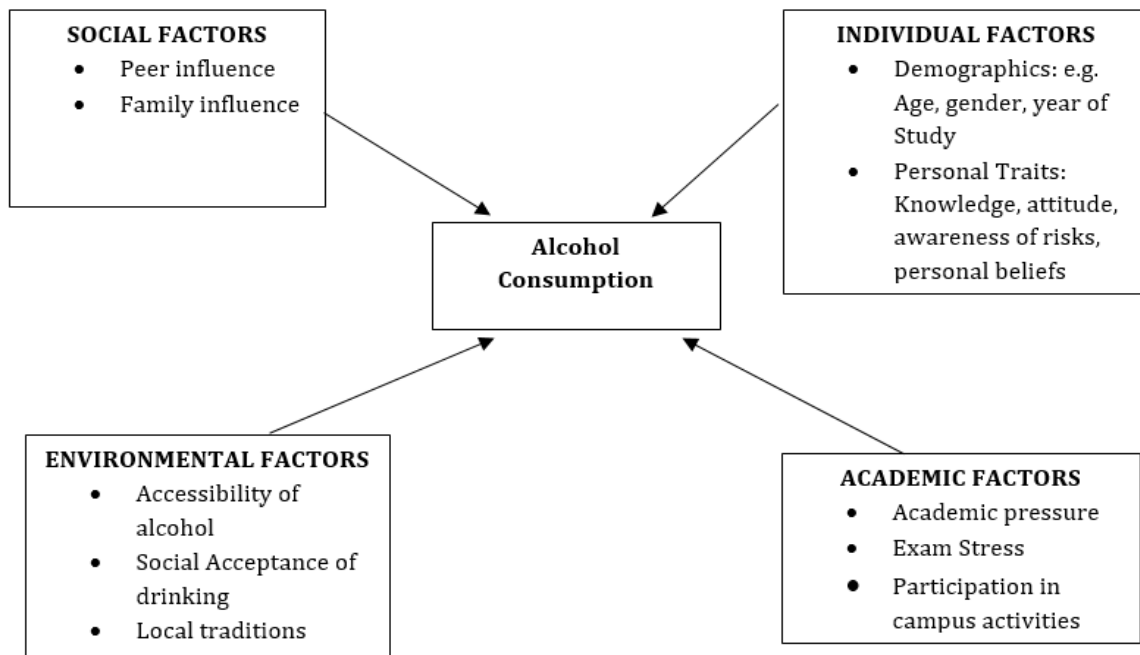 SOCIAL FACTORS
• Peer influence
• Family influence
INDIVIDUAL FACTORS
• Demographics: e.g.
Age, gender, year of
Study
• Personal Traits:
Knowledge, attitude,
awareness of risks,
personal beliefs
Alcohol
Consumption
ENVIRONMENTAL FACTORS
• Accessibility of
alcohol
• Social Acceptance of
drinking
• Local traditions
ACADEMIC FACTORS
• Academic pressure
• Exam Stress
• Participation in
campus activities